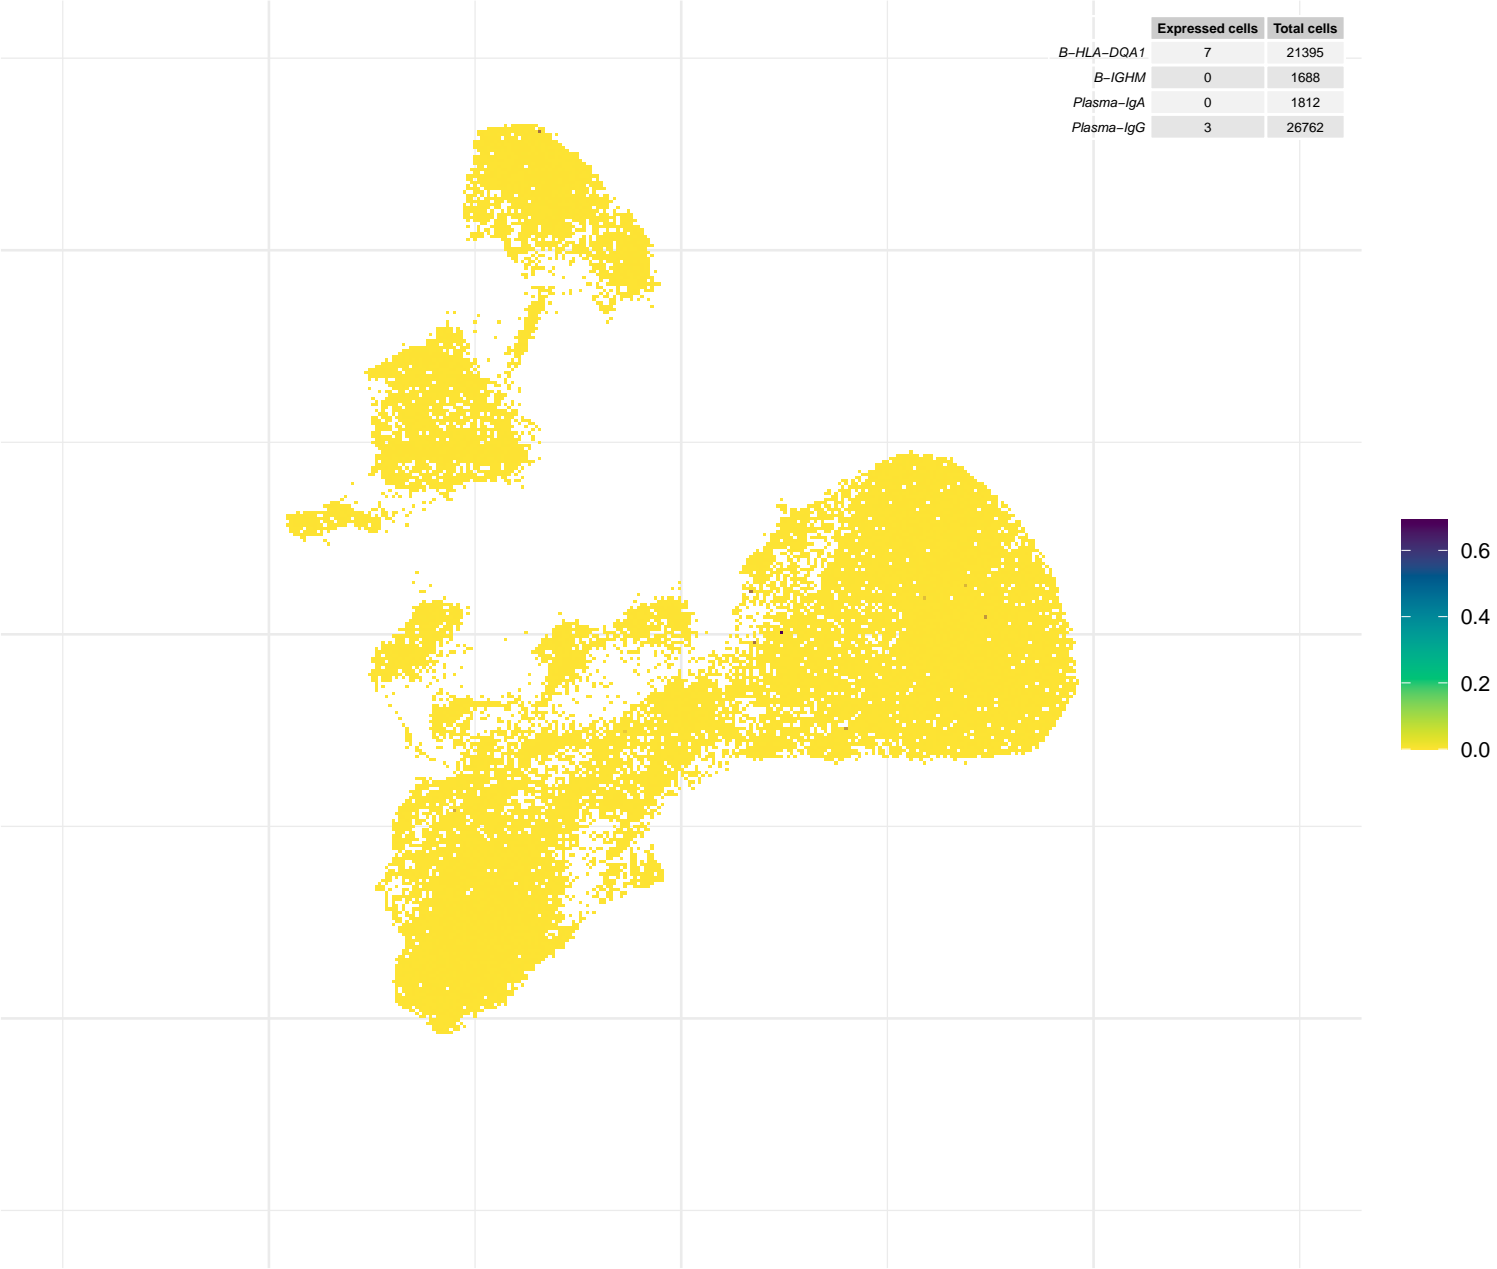 Expressed cells Total cells
B−HLA−DQA1 7 21395
B−IGHM 0 1688
Plasma−IgA 0 1812
Plasma−IgG 3 26762
0.6
0.4
0.2
0.0